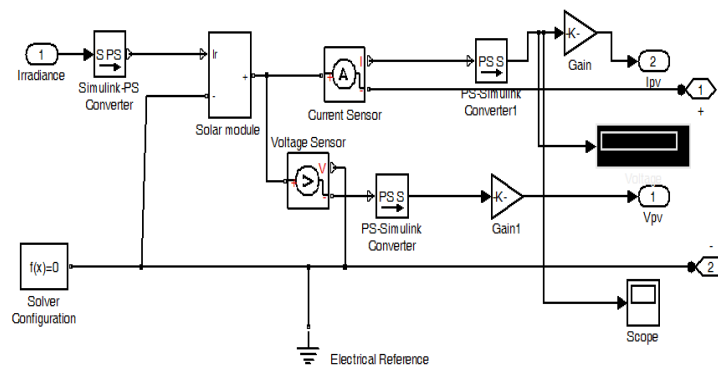 1
Irradiance
S PS
Simulink-PS
Converter
Ir
-
+
Solar module
+
A
I
-
Current Sensor
PS S
PS-Simulink
Converter1
-K-
Gain
2
Ipv
1
+
Voltage
Voltage Sensor
+
V
V
-
PS S
PS-Simulink
Converter
-K-
Gain1
1
Vpv
-
2
f(x)=0
Solver
Configuration
Scope
Electrical Reference